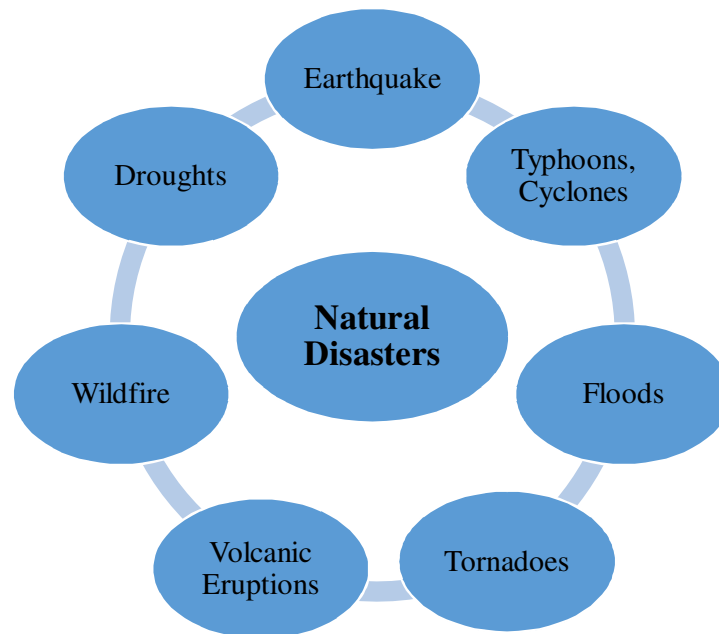 Earthquake
Typhoons,
Cyclones
Floods
Tornadoes
Volcanic
Eruptions
Wildfire
Droughts
Natural
Disasters